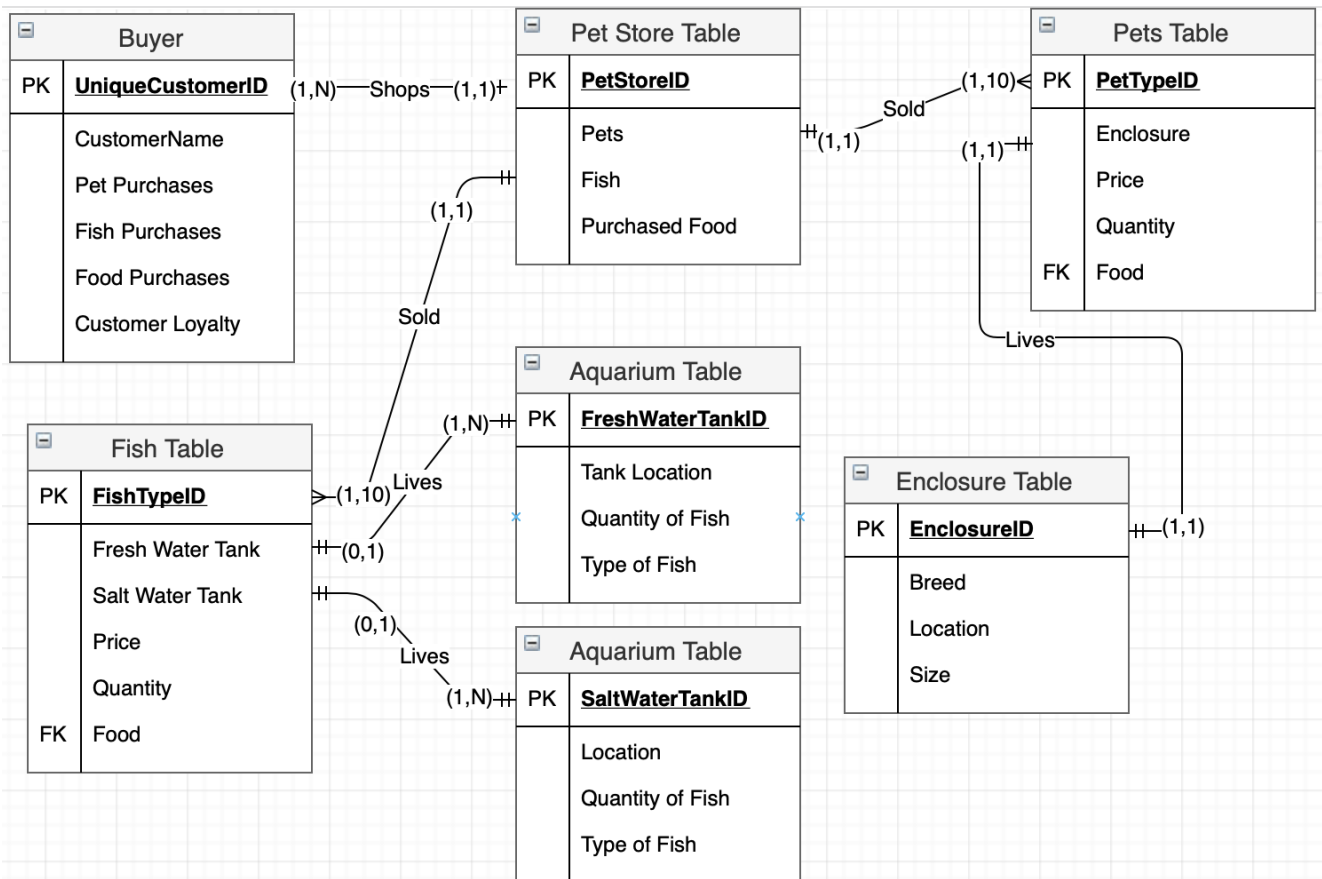 Buyer
PK UniqueCustomerID
CustomerName
Pet Purchases
Fish Purchases
Food Purchases
Customer Loyalty
(1,N) Shops (1,1)
Pet Store Table
PK PetStoreID
Pets
Fish
Purchased Food
(1,1) Sold (1,10)
Pets Table
PK PetTypeID
Enclosure
Price
Quantity
FK Food
(1,1)
Lives
(1,1)
(1,1)
Sold
(1,10)
Fish Table
PK FishTypeID
Fresh Water Tank
Salt Water Tank
Price
Quantity
FK Food
(1,N)
Lives
(0,1)
(0,1)
Lives
(1,N)
Aquarium Table
PK FreshWaterTankID
Tank Location
Quantity of Fish
Type of Fish
Aquarium Table
PK SaltWaterTankID
Location
Quantity of Fish
Type of Fish
Enclosure Table
PK EnclosureID
Breed
Location
Size